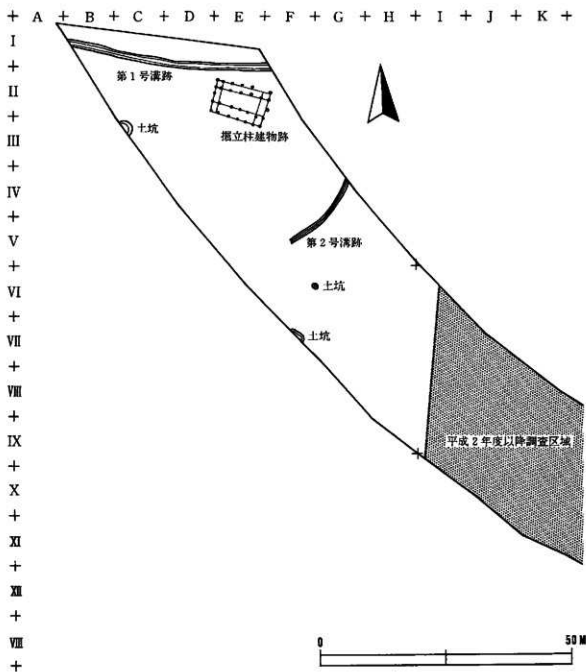 + A + B + C + D + E + F + G + H + I + J + K +
I
+
II
+
III
+
IV
+
V
+
VI
+
VII
+
VIII
+
IX
+
X
+
XI
+
XII
+
VIII
+
第1号溝跡
掘立柱建物跡
土坑
第2号溝跡
土坑
土坑
平成2年度以降調査区域
0 50M